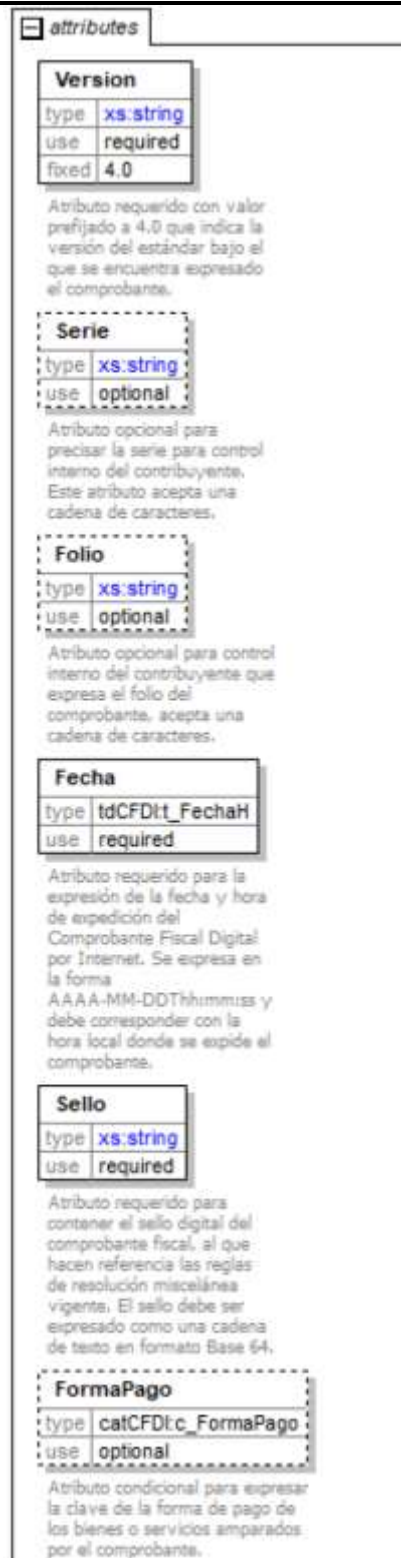 attributes
Version
type xs:string
use required
fixed 4.0
Atributo requerido con valor
prefijado a 4.0 que indica la
versión del estándar bajo el
que se encuentra expresado
el comprobante.
Serie
type xs:string
use optional
Atributo opcional para
precisar la serie para control
interno del contribuyente.
Este atributo acepta una
cadena de caracteres.
Folio
type xs:string
use optional
Atributo opcional para control
interno del contribuyente que
expresa el folio del
comprobante, acepta una
cadena de caracteres.
Fecha
type tdCFDI:t_FechaH
use required
Atributo requerido para la
expresión de la fecha y hora
de expedición del
Comprobante Fiscal Digital
por Internet. Se expresa en
la forma
AAAA-MM-DDThh:mm:ss y
debe corresponder con la
hora local donde se expide el
comprobante.
Sello
type xs:string
use required
Atributo requerido para
contener el sello digital del
comprobante fiscal, al que
hacen referencia las reglas
de resolución miscelánea
vigente. El sello debe ser
expresado como una cadena
de texto en formato Base 64.
FormaPago
type catCFDI:c_FormaPago
use optional
Atributo condicional para expresar
la clave de la forma de pago de
los bienes o servicios amparados
por el comprobante.